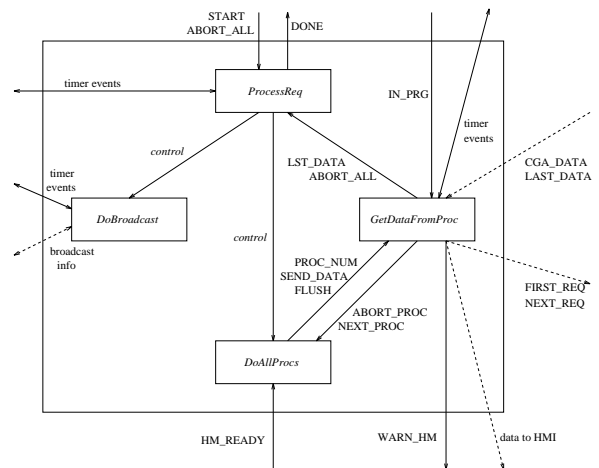 START
ABORT_ALL
DONE
timer events
ProcessReq
IN_PRG
timer
events
control
LST_DATA
ABORT_ALL
CGA_DATA
LAST_DATA
timer
events
DoBroadcast
GetDataFromProc
control
broadcast
info
PROC_NUM
SEND_DATA
FLUSH
FIRST_REQ
NEXT_REQ
ABORT_PROC
NEXT_PROC
DoAllProcs
HM_READY
WARN_HM
data to HMI